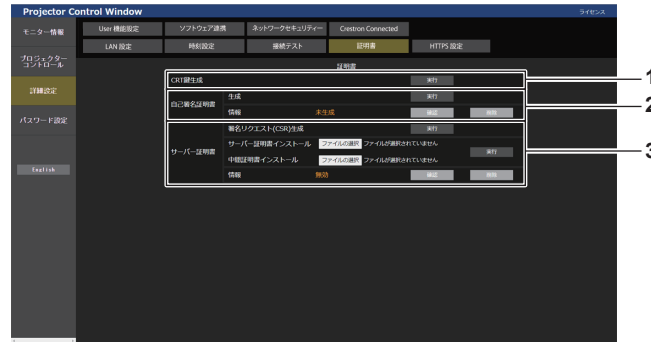 Projector Control Window
ライセンス
モニター情報
プロジェクター
コントロール
詳細設定
パスワード設定
English
User 機能設定
ソフトウェア連携
ネットワークセキュリティー
Crestron Connected
LAN 設定
時刻設定
接続テスト
証明書
HTTPS 設定
証明書
CRT鍵生成
実行
1
自己署名証明書
生成
実行
情報
未生成
確認
削除
2
サーバー証明書
署名リクエスト(CSR)生成
実行
サーバー証明書インストール
ファイルの選択 ファイルが選択されていません
中間証明書インストール
ファイルの選択 ファイルが選択されていません
実行
情報
無効
確認
削除
3